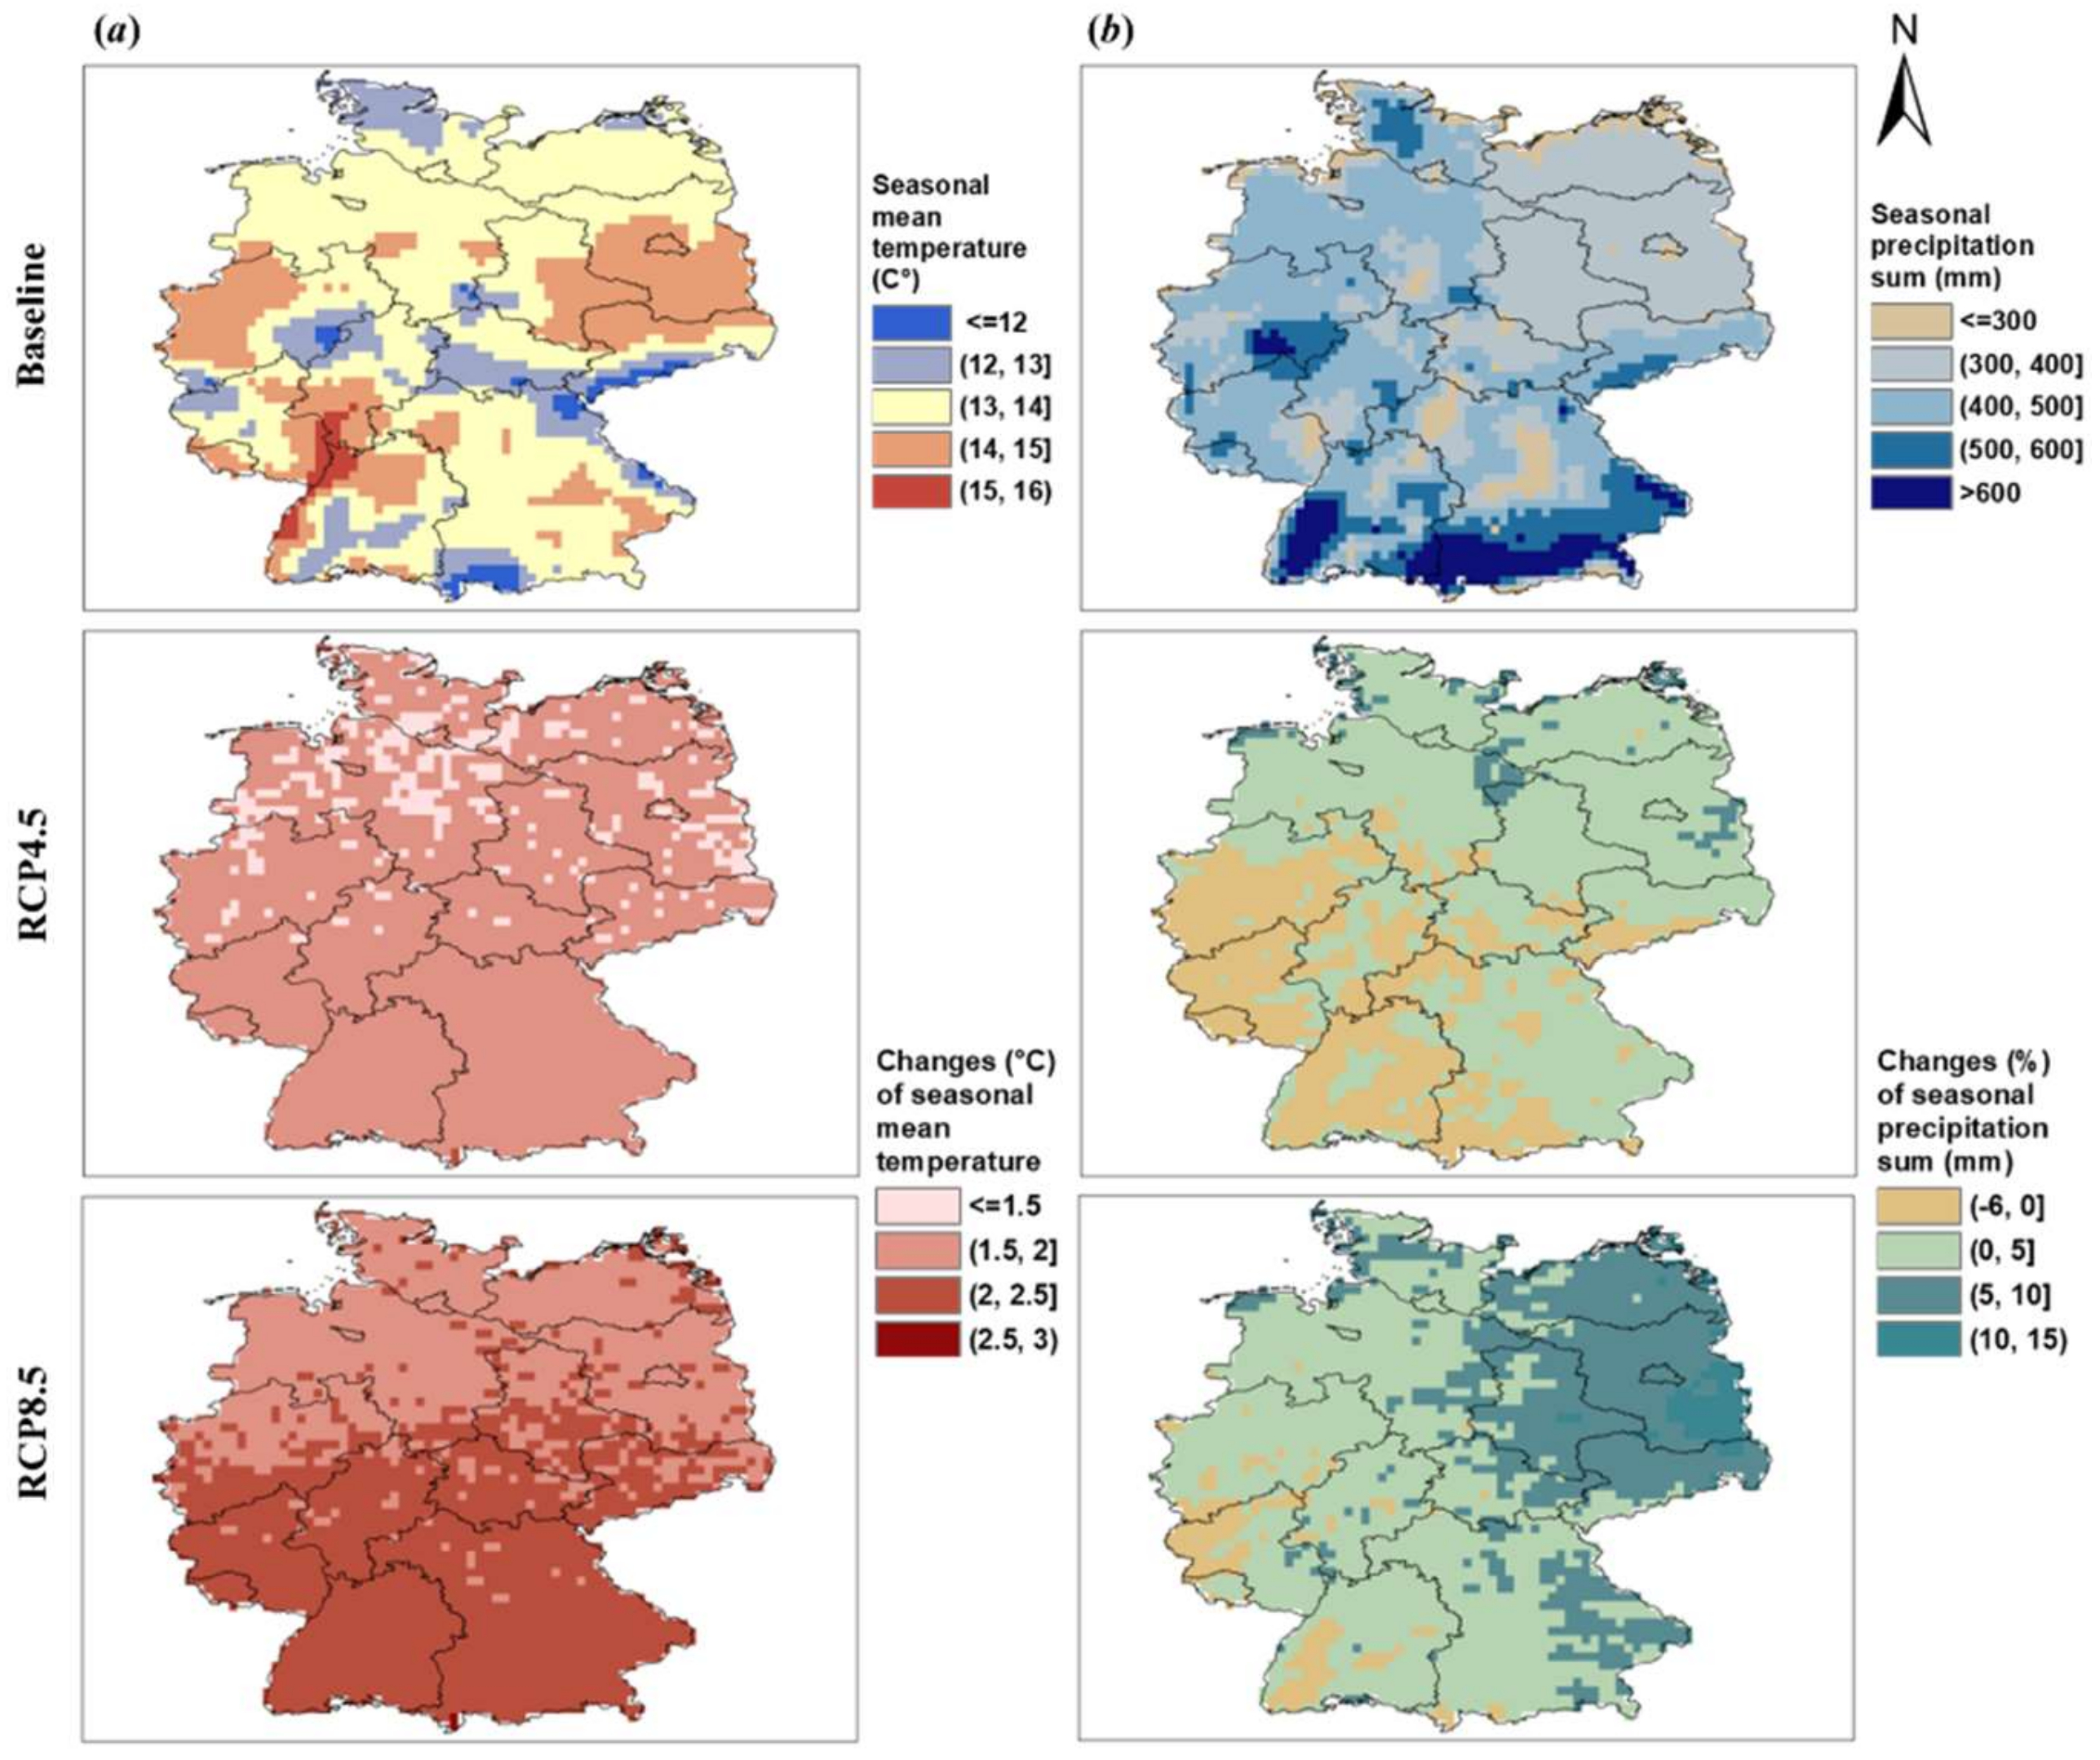 (a)
(b)
N
Baseline
Seasonal
mean
temperature
(C°)
<=12
(12, 13]
(13, 14]
(14, 15]
(15, 16)
Seasonal
precipitation
sum (mm)
<=300
(300, 400]
(400, 500]
(500, 600]
>600
RCP4.5
Changes (°C)
of seasonal
mean
temperature
<=1.5
(1.5, 2]
(2, 2.5]
(2.5, 3)
Changes (%)
of seasonal
precipitation
sum (mm)
(-6, 0]
(0, 5]
(5, 10]
(10, 15)
RCP8.5